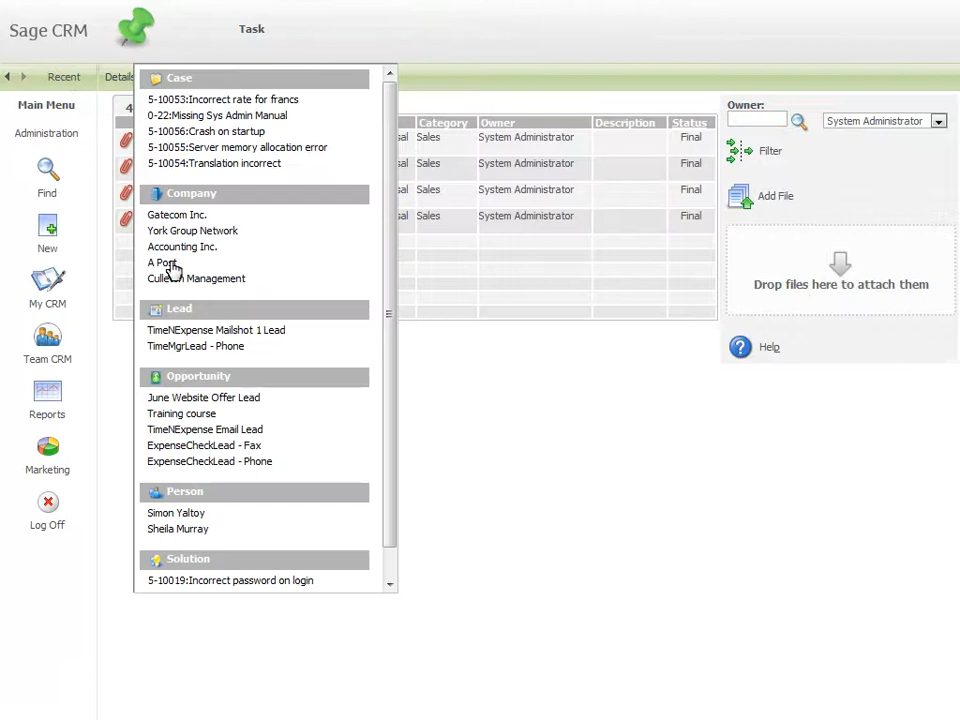 Sage CRM
Task
Recent
Details
Main Menu
Administration
Find
New
My CRM
Team CRM
Reports
Marketing
Log Off
Case
5-10053:Incorrect rate for francs
0-22:Missing Sys Admin Manual
5-10056:Crash on startup
5-10055:Server memory allocation error
5-10054:Translation incorrect
Company
Gatecom Inc.
York Group Network
Accounting Inc.
A Port
Management
Lead
TimeNExpense Mailshot 1 Lead
TimeMgrLead - Phone
Opportunity
June Website Offer Lead
Training course
TimeNExpense Email Lead
ExpenseCheckLead - Fax
ExpenseCheckLead - Phone
Person
Simon Yaltoy
Sheila Murray
Solution
5-10019:Incorrect password on login
4
Category Owner Description Status
sal Sales System Administrator Final
Sales System Administrator Final
Sales System Administrator Final
sal Sales System Administrator Final
Owner:
System Administrator
Filter
Add File
Drop files here to attach them
Help